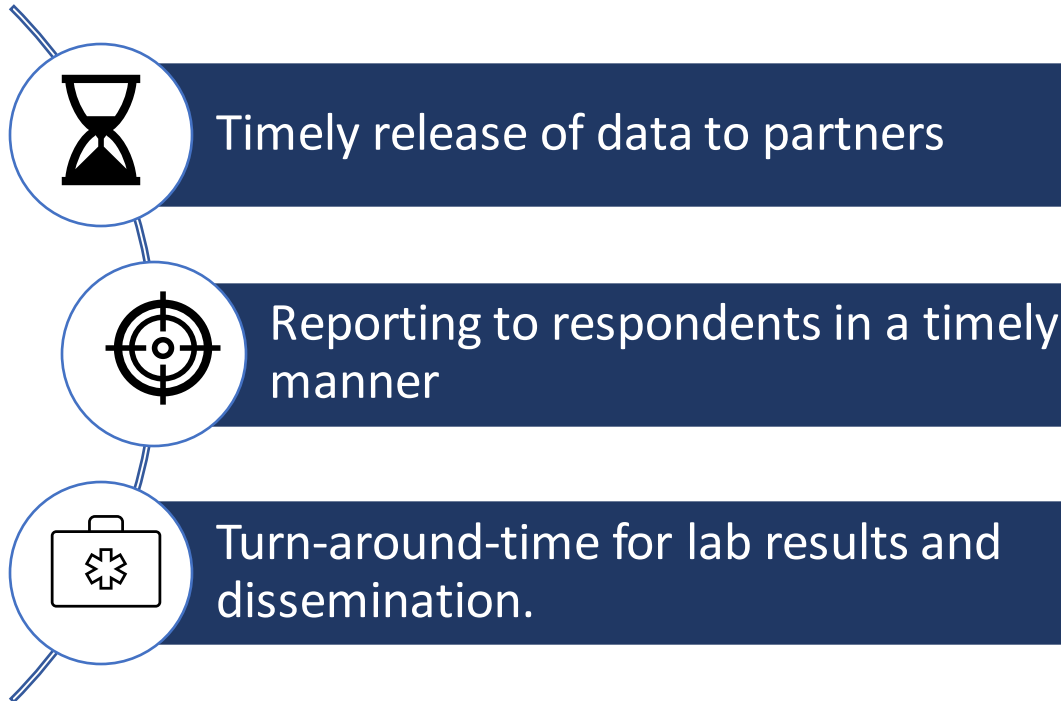 Timely release of data to partners
Reporting to respondents in a timely
manner
Turn-around-time for lab results and
dissemination.